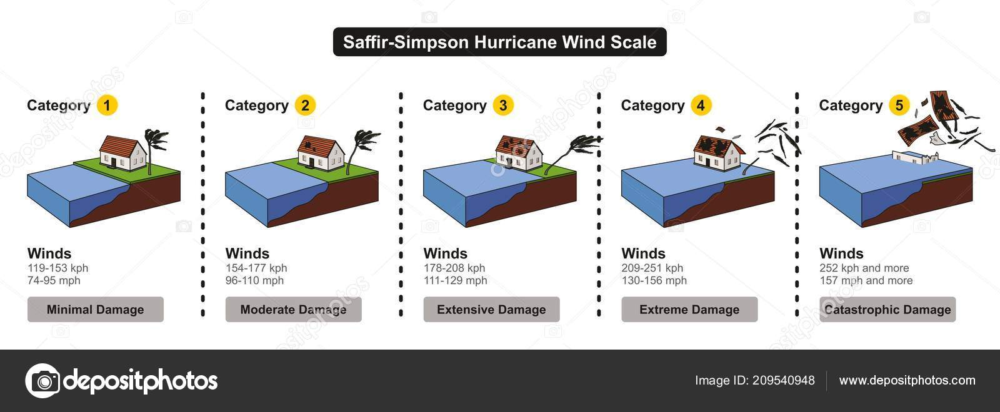 Saffir-Simpson Hurricane Wind Scale
Category 1
Category 2
Category 3
Category 4
Category 5
Winds
119-153 kph
74-95 mph
Minimal Damage
Winds
154-177 kph
96-110 mph
Moderate Damage
Winds
178-208 kph
111-129 mph
Extensive Damage
Winds
209-251 kph
130-156 mph
Extreme Damage
Winds
252 kph and more
157 mph and more
Catastrophic Damage
depositphotos
Image ID: 209540948
www.depositphotos.com